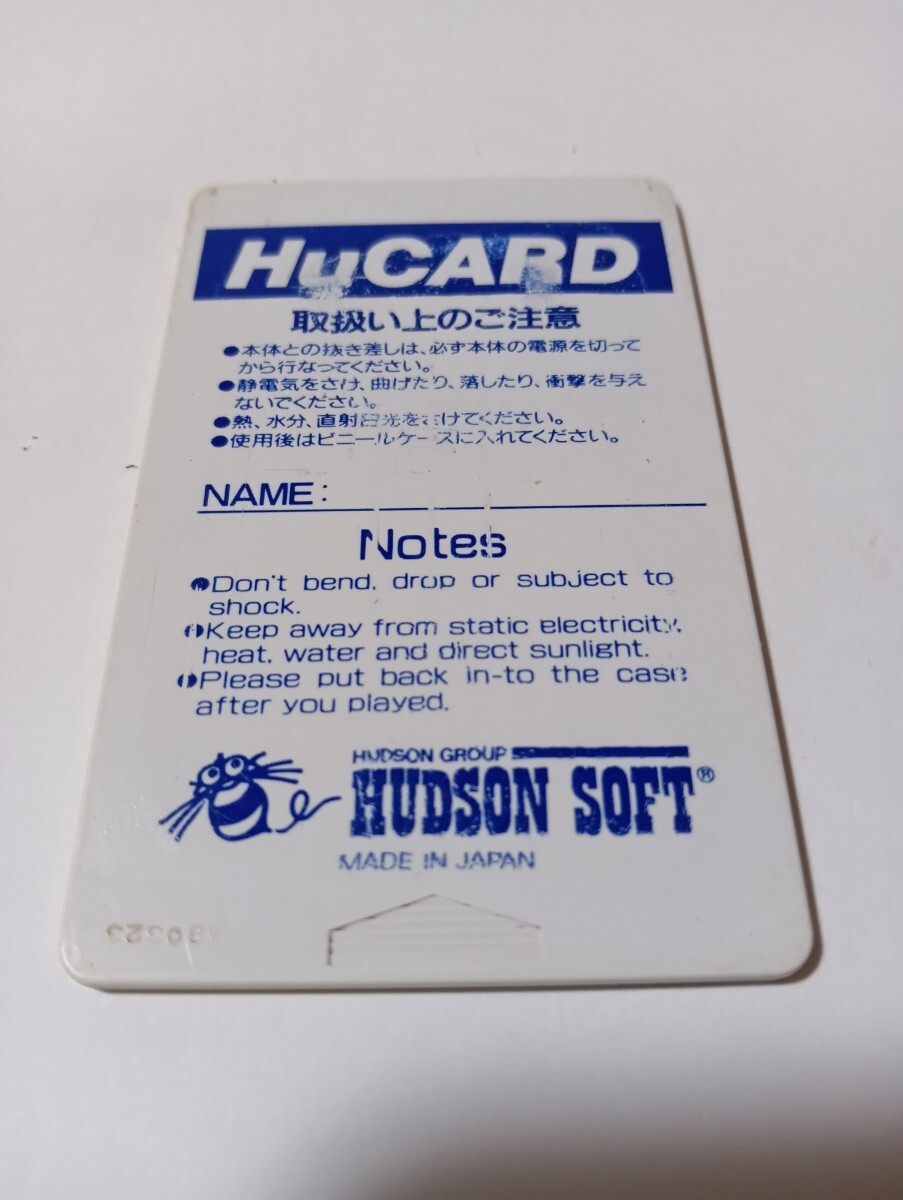 HuCARD
取扱い上のご注意
●本体との抜き差しは、必ず本体の電源を切って
から行なってください。
●静電気をさけ、曲げたり、落したり、衝撃を与え
ないでください。
●熱、水分、直射日光をさけてください。
●使用後はビニールケースに入れてください。
NAME:
Notes
●Don't bend, drop or subject to
shock.
●Keep away from static electricity,
heat, water and direct sunlight.
●Please put back in-to the case
after you played.
HUDSON GROUP
HUDSON SOFT®
MADE IN JAPAN